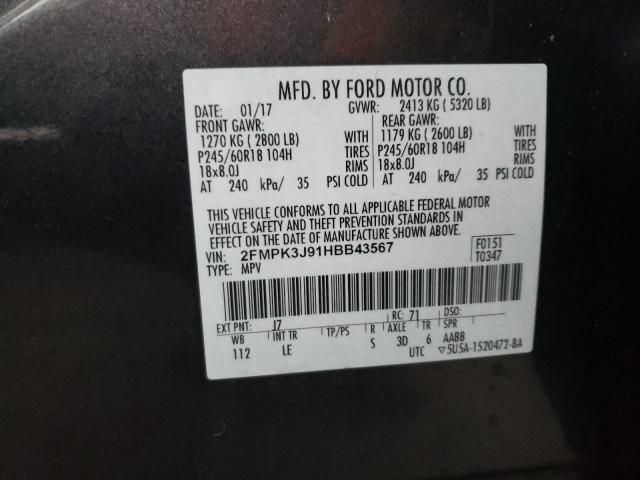 MFD. BY FORD MOTOR CO.
DATE: 01/17 GVWR: 2413 KG ( 5320 LB)
FRONT GAWR: REAR GAWR:
1270 KG ( 2800 LB) WITH 1179 KG ( 2600 LB) WITH
P245/60R18 104H TIRES P245/60R18 104H TIRES
18x8.0J RIMS 18x8.0J RIMS
AT 240 kPa/ 35 PSI COLD AT 240 kPa/ 35 PSI COLD
THIS VEHICLE CONFORMS TO ALL APPLICABLE FEDERAL MOTOR
VEHICLE SAFETY AND THEFT PREVENTION STANDARDS IN
EFFECT ON THE DATE OF MANUFACTURE SHOWN ABOVE.
VIN: 2FMPK3J91HBB43567 F0151
TYPE: MPV T0347
EXT PNT: J7 RC: 71 DSO:
WB INT TR TP/PS R AXLE TR SPR
112 LE S 3D 6 AABB
UTC ▽5U5A-1520472-BA